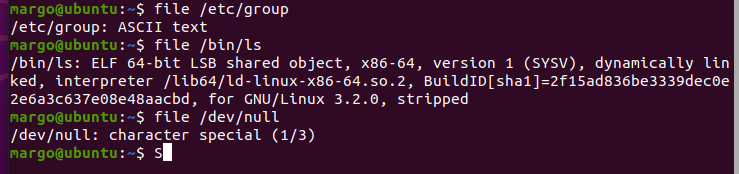 margo@ubuntu:~$ file /etc/group
/etc/group: ASCII text
margo@ubuntu:~$ file /bin/ls
/bin/ls: ELF 64-bit LSB shared object, x86-64, version 1 (SYSV), dynamically lin
ked, interpreter /lib64/ld-linux-x86-64.so.2, BuildID[sha1]=2f15ad836be3339dec0e
2e6a3c637e08e48aacbd, for GNU/Linux 3.2.0, stripped
margo@ubuntu:~$ file /dev/null
/dev/null: character special (1/3)
margo@ubuntu:~$ S